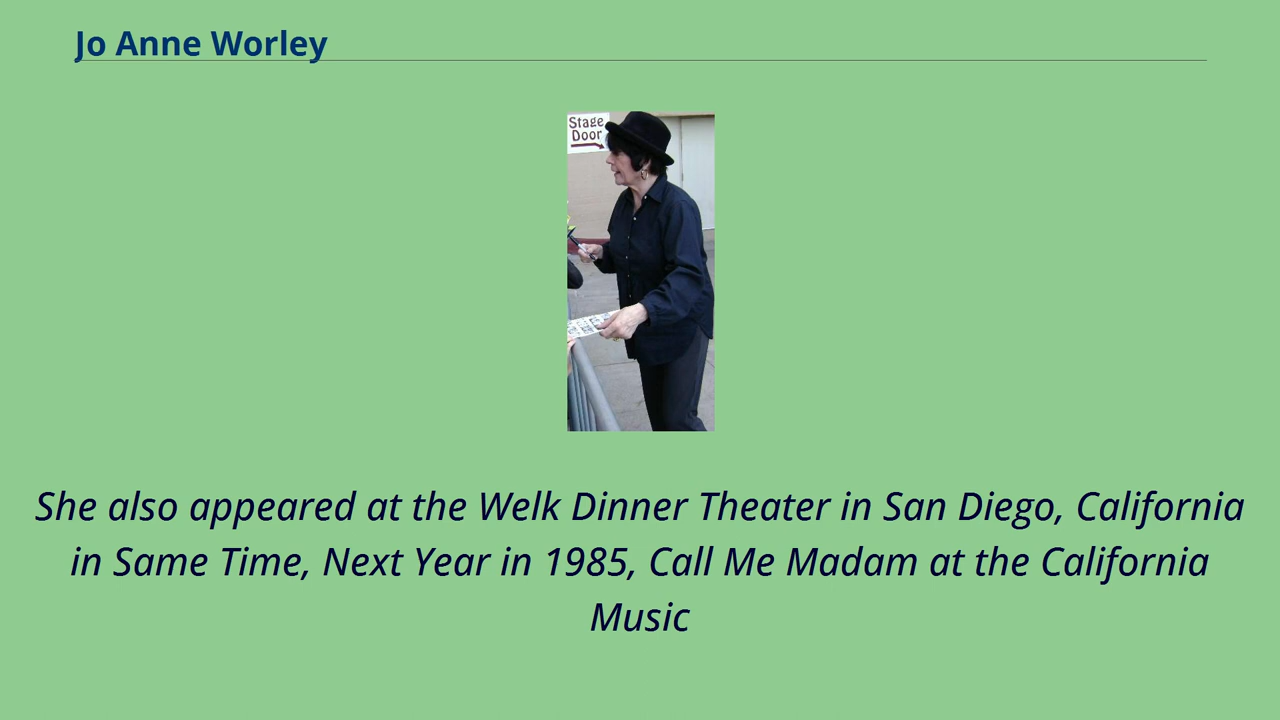 Jo Anne Worley
Stage
Door
She also appeared at the Welk Dinner Theater in San Diego, California
in Same Time, Next Year in 1985, Call Me Madam at the California
Music